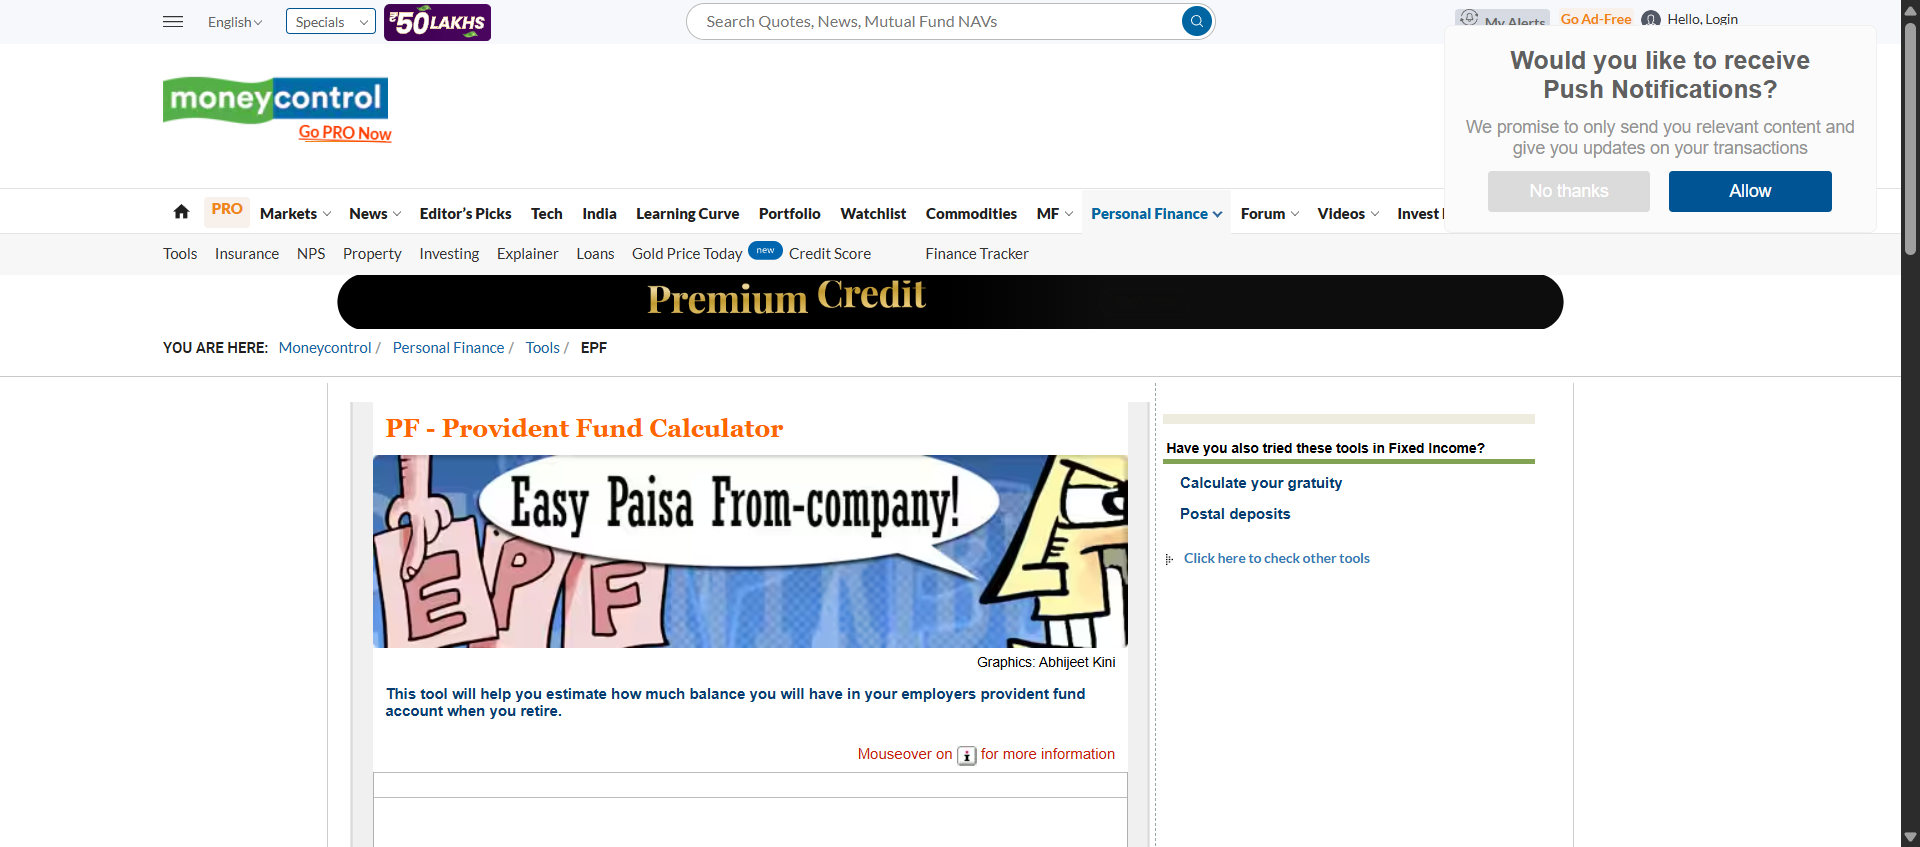 English
Specials
₹50LAKHS
Search Quotes, News, Mutual Fund NAVs
My Alerts
Go Ad-Free
Hello, Login
Would you like to receive
Push Notifications?
We promise to only send you relevant content and
give you updates on your transactions
No thanks
Allow
moneycontrol
Go PRO Now
PRO
Markets
News
Editor’s Picks
Tech
India
Learning Curve
Portfolio
Watchlist
Commodities
MF
Personal Finance
Forum
Videos
Invest
Tools
Insurance
NPS
Property
Investing
Explainer
Loans
Gold Price Today
new
Credit Score
Finance Tracker
Premium Credit
YOU ARE HERE: Moneycontrol / Personal Finance / Tools / EPF
PF - Provident Fund Calculator
Easy Paisa From-company!
EPF
Graphics: Abhijeet Kini
This tool will help you estimate how much balance you will have in your employers provident fund
account when you retire.
Mouseover on i for more information
Have you also tried these tools in Fixed Income?
Calculate your gratuity
Postal deposits
Click here to check other tools